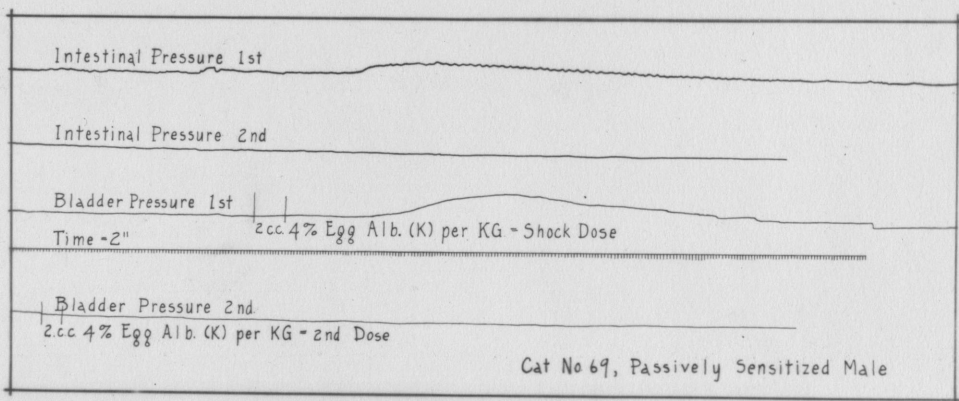 Intestinal Pressure 1st
Intestinal Pressure 2nd
Bladder Pressure 1st
2cc. 4% Egg Alb. (K) per KG = Shock Dose
Time = 2"
Bladder Pressure 2nd
2.c.c 4% Egg Alb. (K) per KG = 2nd Dose
Cat No 69, Passively Sensitized Male